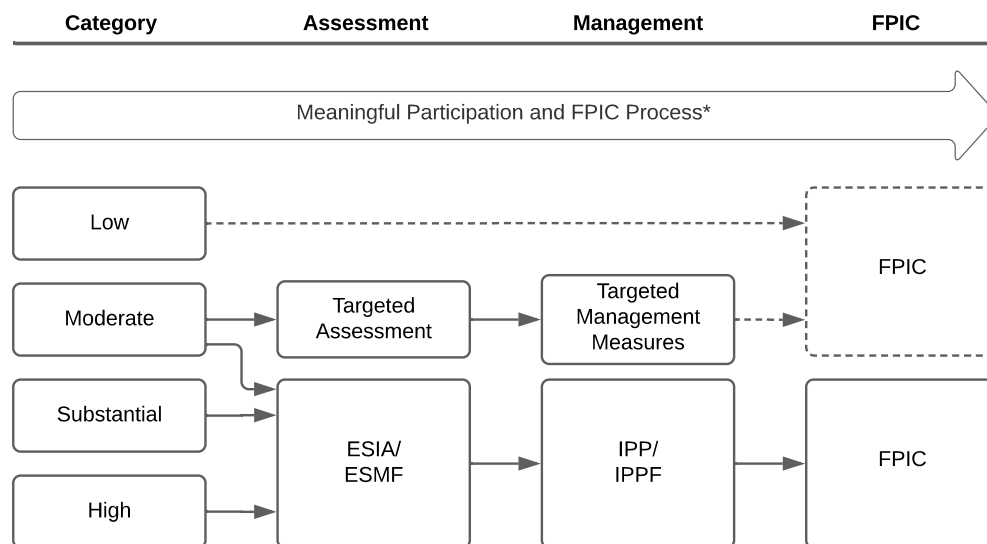 Category
Assessment
Management
FPIC
Meaningful Participation and FPIC Process*
Low
FPIC
Moderate
Targeted
Assessment
Targeted
Management
Measures
Substantial
ESIA/
ESMF
IPP/
IPPF
FPIC
High